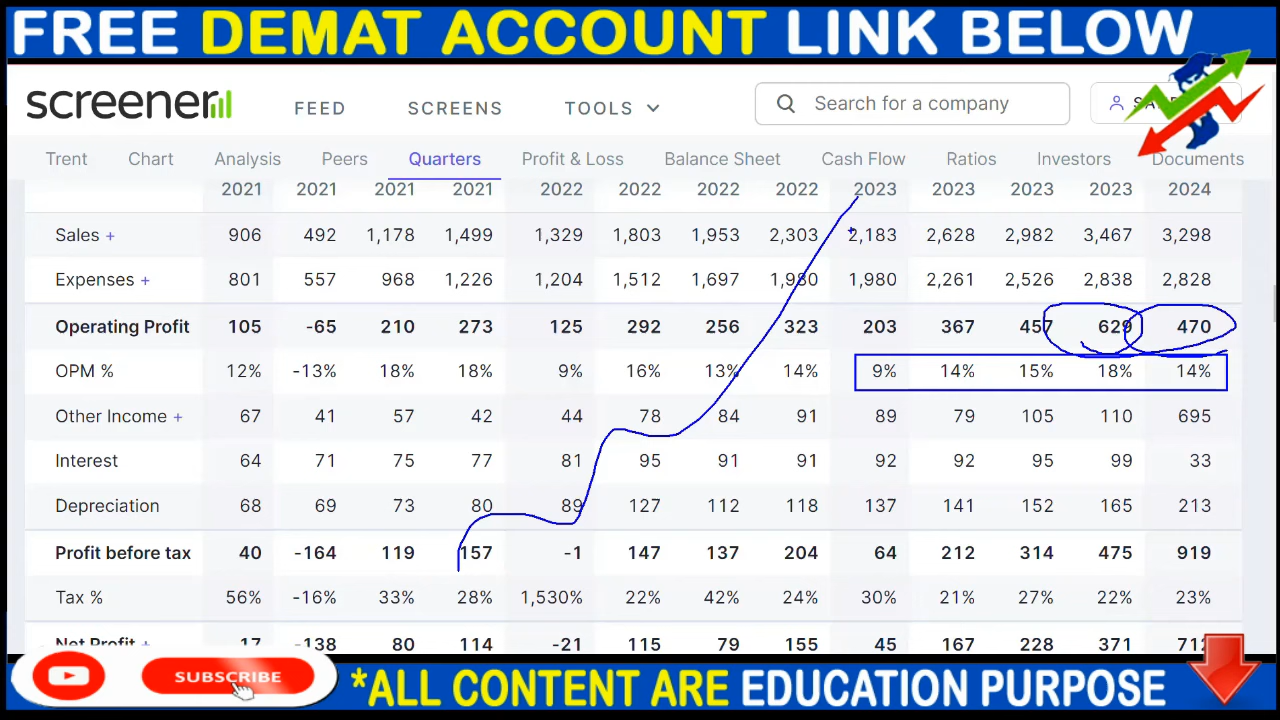 FREE DEMAT ACCOUNT LINK BELOW
screener FEED SCREENS TOOLS Search for a company
Trend Chart Analysis Peers Quarters Profit & Loss Balance Sheet Cash Flow Ratios Investors Documents
2021 2021 2021 2021 2022 2022 2022 2022 2023 2023 2023 2023 2024
Sales + 906 492 1,178 1,499 1,329 1,803 1,953 2,303 2,183 2,628 2,982 3,467 3,298
Expenses + 801 557 968 1,226 1,204 1,512 1,697 1,980 1,980 2,261 2,526 2,838 2,828
Operating Profit 105 -65 210 273 125 292 256 323 203 367 457 629 470
OPM % 12% -13% 18% 18% 9% 16% 13% 14% 9% 14% 15% 18% 14%
Other Income + 67 41 57 42 44 78 84 91 89 79 105 110 695
Interest 64 71 75 77 81 95 91 91 92 92 95 99 33
Depreciation 68 69 73 80 89 127 112 118 137 141 152 165 213
Profit before tax 40 -164 119 157 -1 147 137 204 64 212 314 475 919
Tax % 56% -16% 33% 28% 1,530% 22% 42% 24% 30% 21% 27% 22% 23%
Net Profit + 17 -138 80 114 -21 115 79 155 45 167 228 371 712
SUBSCRIBE
*ALL CONTENT ARE EDUCATION PURPOSE